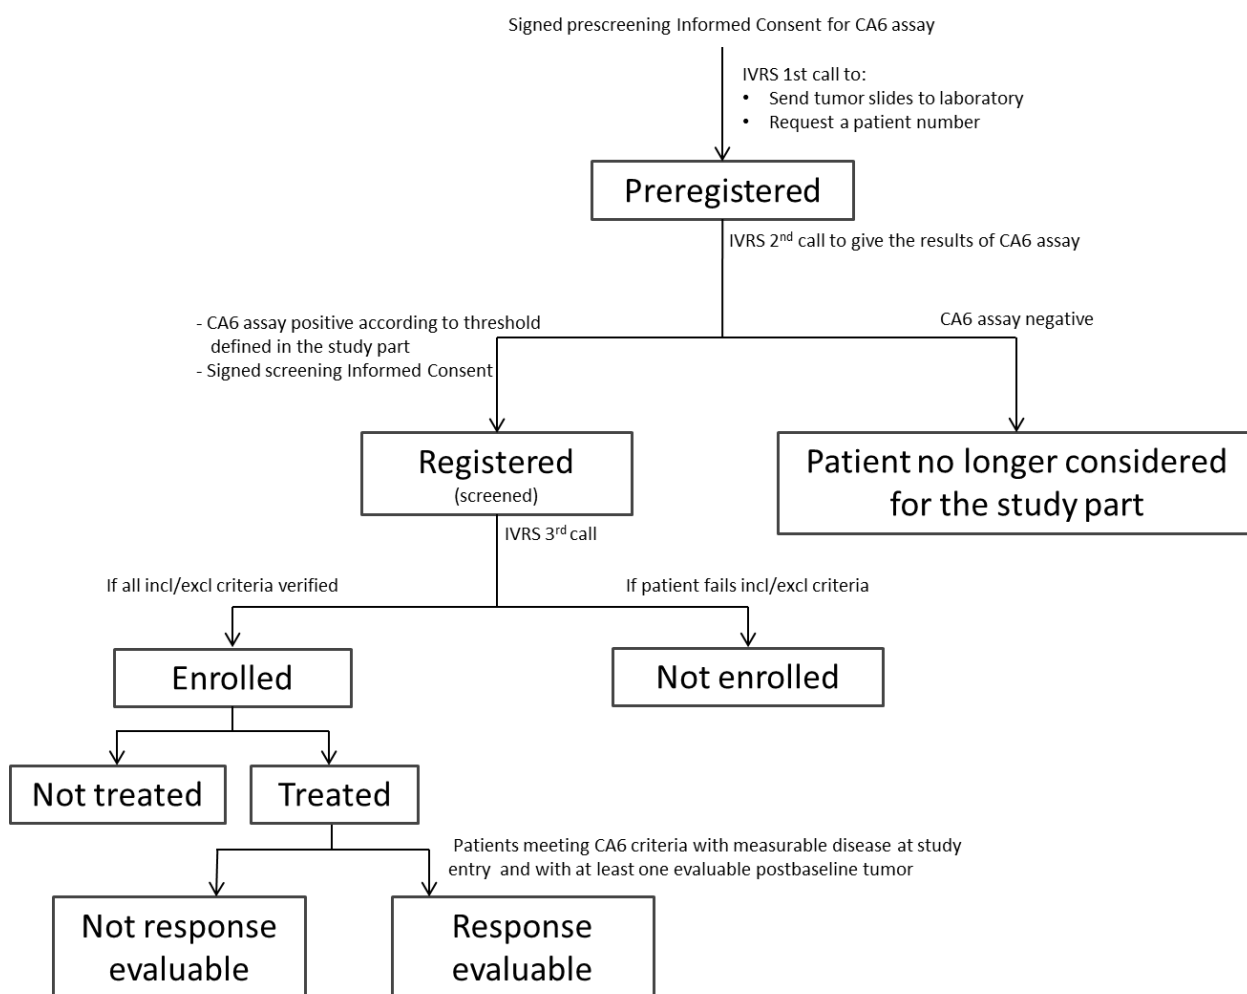 Signed prescreening Informed Consent for CA6 assay
IVRS 1st call to:
• Send tumor slides to laboratory
• Request a patient number
Preregistered
IVRS 2nd call to give the results of CA6 assay
- CA6 assay positive according to threshold
defined in the study part
- Signed screening Informed Consent
CA6 assay negative
Registered
(screened)
Patient no longer considered
for the study part
IVRS 3rd call
If all incl/excl criteria verified
If patient fails incl/excl criteria
Enrolled
Not enrolled
Not treated
Treated
Patients meeting CA6 criteria with measurable disease at study
entry and with at least one evaluable postbaseline tumor
Not response
evaluable
Response
evaluable